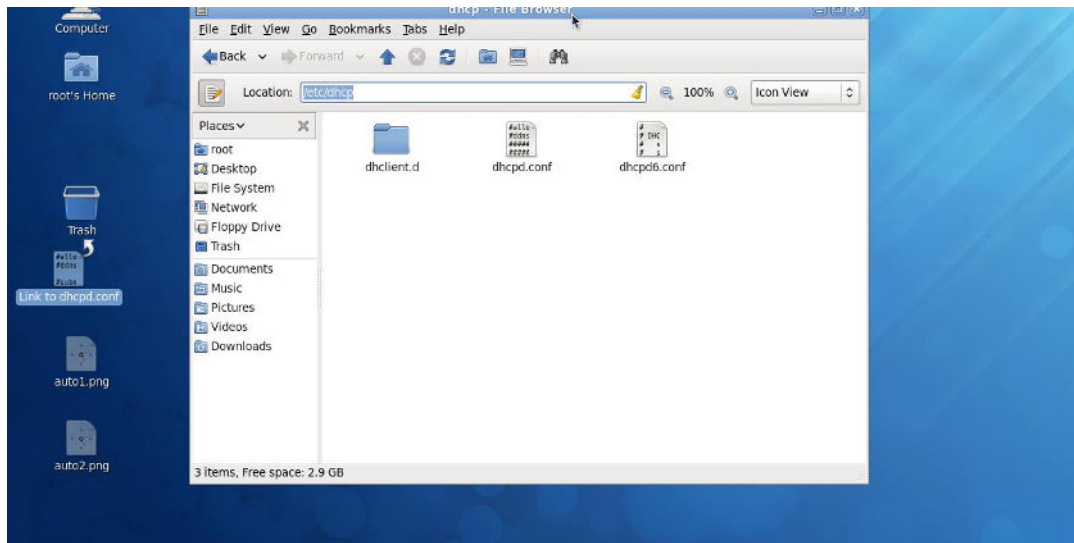 Computer
root's Home
Trash
Link to dhcpd.conf
auto1.png
auto2.png
dhcp - File Browser
File Edit View Go Bookmarks Tabs Help
Back Forward
Location: /etc/dhcp 100% Icon View
Places
root
Desktop
File System
Network
Floppy Drive
Trash
Documents
Music
Pictures
Videos
Downloads
dhclient.d dhcpd.conf dhcpd6.conf
3 items, Free space: 2.9 GB